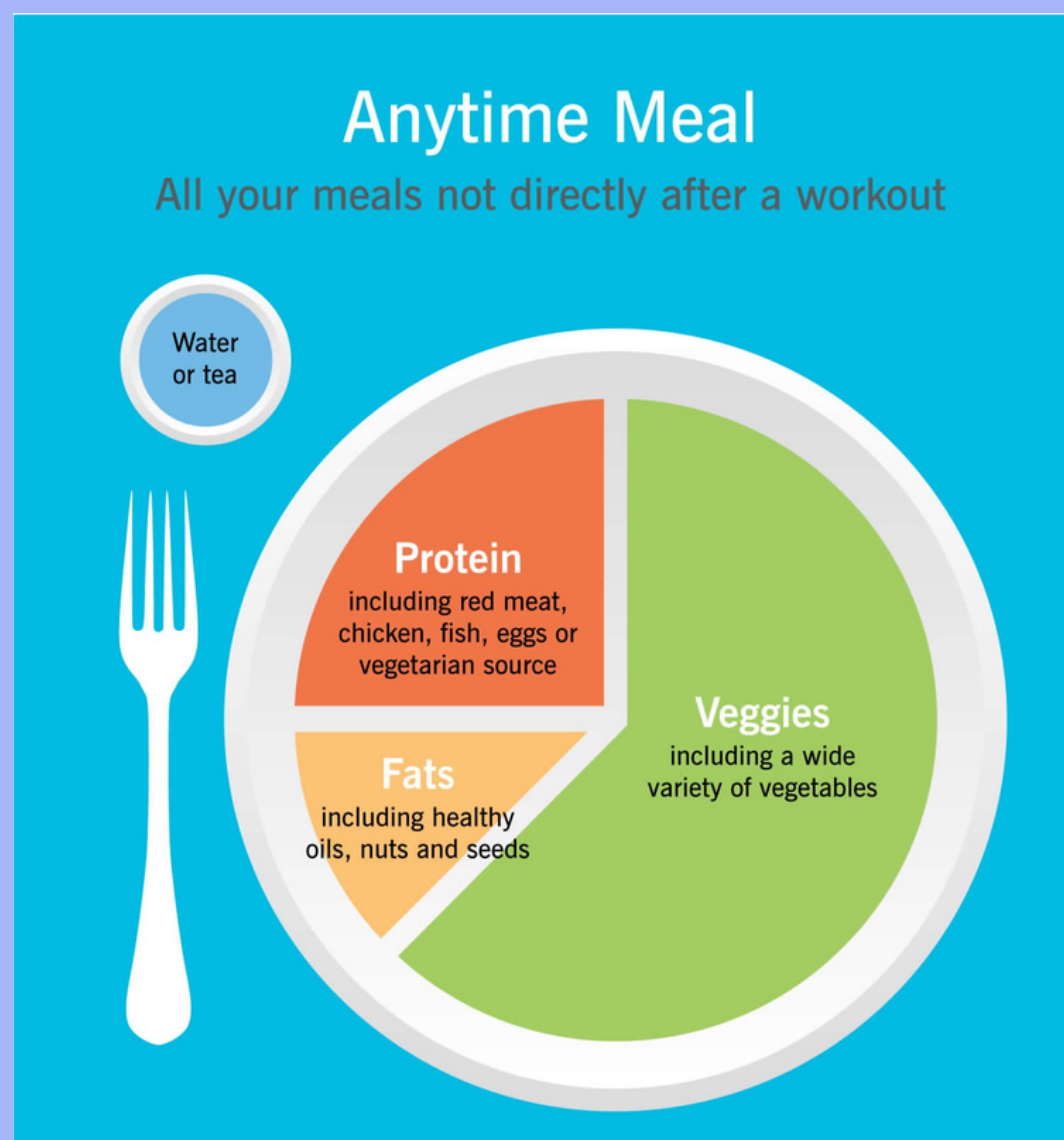 Anytime Meal
All your meals not directly after a workout
Water
or tea
Protein
including red meat,
chicken, fish, eggs or
vegetarian source
Veggies
including a wide
variety of vegetables
Fats
including healthy
oils, nuts and seeds